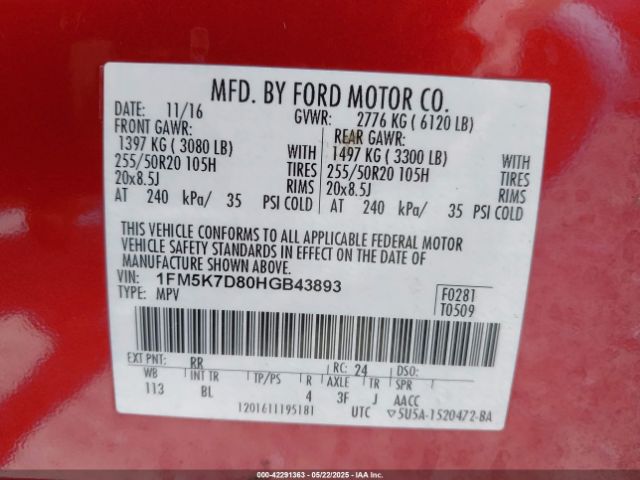 MFD. BY FORD MOTOR CO.
DATE: 11/16 GVWR: 2776 KG ( 6120 LB)
FRONT GAWR: REAR GAWR:
1397 KG ( 3080 LB) WITH 1497 KG ( 3300 LB) WITH
255/50R20 105H TIRES 255/50R20 105H TIRES
20x8.5J RIMS 20x8.5J RIMS
AT 240 kPa/ 35 PSI COLD AT 240 kPa/ 35 PSI COLD
THIS VEHICLE CONFORMS TO ALL APPLICABLE FEDERAL MOTOR
VEHICLE SAFETY STANDARDS IN EFFECT ON THE DATE OF
MANUFACTURE SHOWN ABOVE.
VIN: 1FM5K7D80HGB43893
TYPE: MPV
F0281
T0509
EXT PNT: RR RC: 24 DSO:
WB INT TR TP/PS R AXLE TR SPR
113 BL 4 3F J AACC
1201611195181 UTC ▽5U5A-1520472-BA
000-42291363 - 05/22/2025 - IAAI.COM